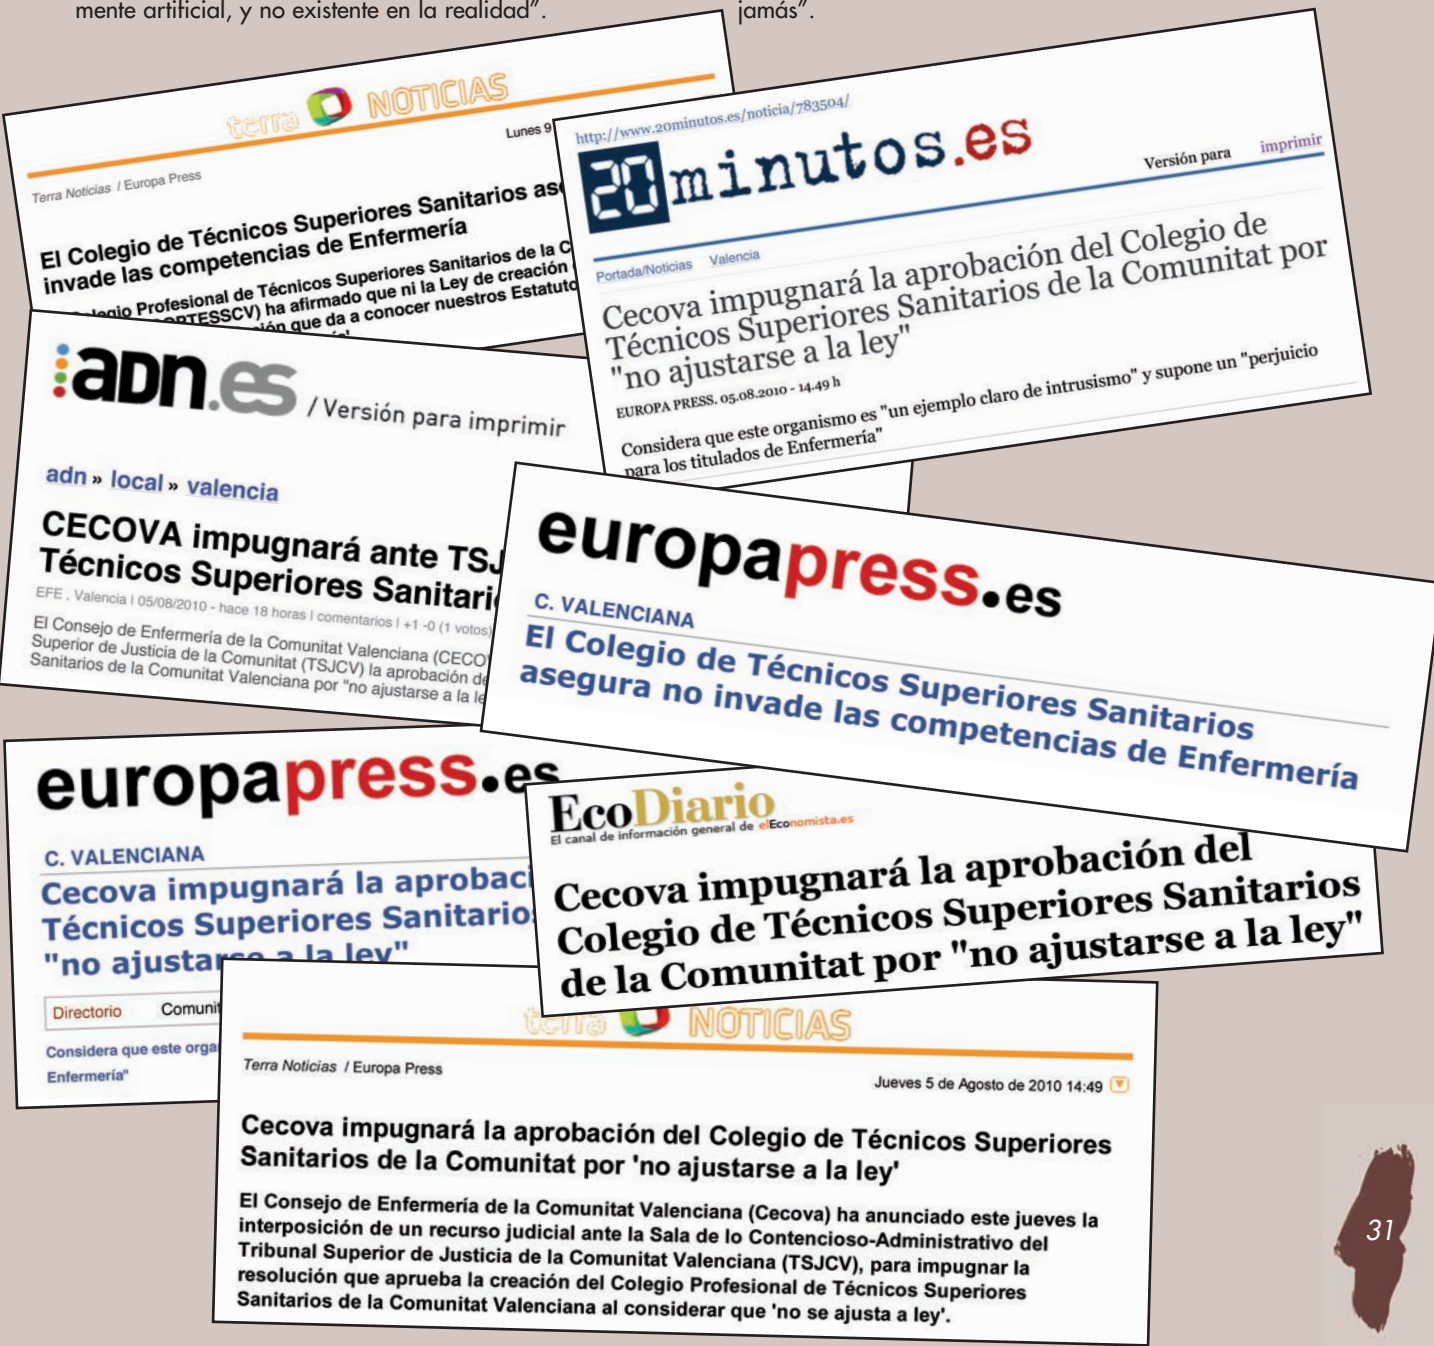 mente artificial, y no existente en la realidad”.
jamás”.
terra NOTICIAS
Lunes 9
Terra Noticias / Europa Press
El Colegio de Técnicos Superiores Sanitarios ase
invade las competencias de Enfermería
Profesional de Técnicos Superiores Sanitarios de la C
ha afirmado que ni la Ley de creación
que da a conocer nuestros Estatuto
http://www.20minutos.es/noticia/783504/
20minutos.es
Versión para imprimir
Portada/Noticias Valencia
Cecova impugnará la aprobación del Colegio de
Técnicos Superiores Sanitarios de la Comunitat por
"no ajustarse a la ley"
EUROPA PRESS. 05.08.2010 - 14.49 h
Considera que este organismo es "un ejemplo claro de intrusismo" y supone un "perjuicio
para los titulados de Enfermería"
adn.es / Versión para imprimir
adn » local » valencia
CECOVA impugnará ante TSJ
Técnicos Superiores Sanitari
EFE , Valencia | 05/08/2010 - hace 18 horas | comentarios | +1 -0 (1 votos)
El Consejo de Enfermería de la Comunitat Valenciana (CECO
Superior de Justicia de la Comunitat (TSJCV) la aprobación de
Sanitarios de la Comunitat Valenciana por "no ajustarse a la le
europapress.es
C. VALENCIANA
El Colegio de Técnicos Superiores Sanitarios
asegura no invade las competencias de Enfermería
europapress.es
C. VALENCIANA
Cecova impugnará la aprobaci
Técnicos Superiores Sanitario
"no ajustarse a la ley"
Directorio Comunit
Considera que este orga
Enfermería"
EcoDiario
El canal de información general de elEconomista.es
Cecova impugnará la aprobación del
Colegio de Técnicos Superiores Sanitarios
de la Comunitat por "no ajustarse a la ley"
terra NOTICIAS
Terra Noticias / Europa Press
Jueves 5 de Agosto de 2010 14:49
Cecova impugnará la aprobación del Colegio de Técnicos Superiores
Sanitarios de la Comunitat por 'no ajustarse a la ley'
El Consejo de Enfermería de la Comunitat Valenciana (Cecova) ha anunciado este jueves la
interposición de un recurso judicial ante la Sala de lo Contencioso-Administrativo del
Tribunal Superior de Justicia de la Comunitat Valenciana (TSJCV), para impugnar la
resolución que aprueba la creación del Colegio Profesional de Técnicos Superiores
Sanitarios de la Comunitat Valenciana al considerar que 'no se ajusta a ley'.
31